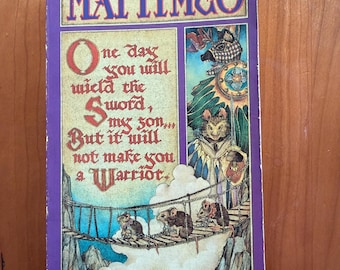 MATTIMEO
One day
you will
wield the
Sword,
my son...
But it will
not make you
a Warrior.